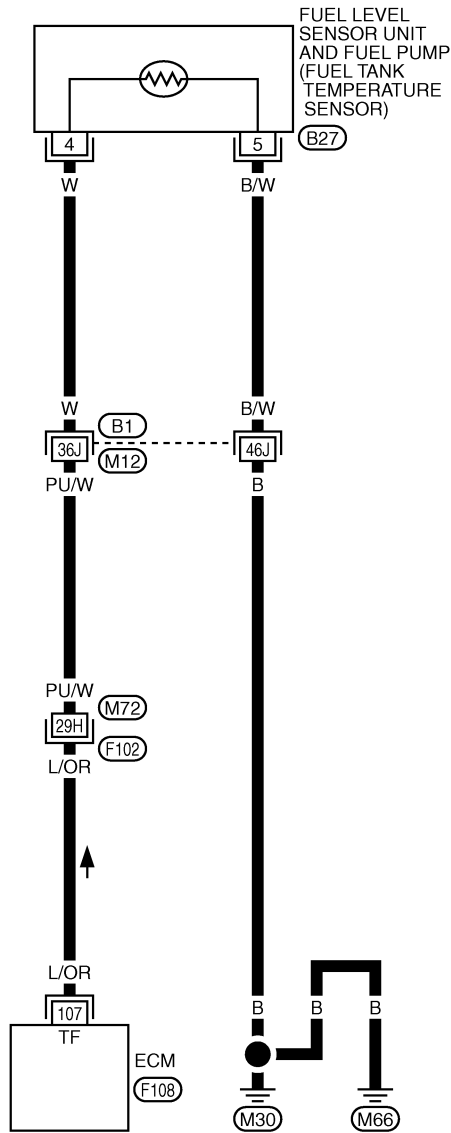 FUEL LEVEL
SENSOR UNIT
AND FUEL PUMP
(FUEL TANK
TEMPERATURE
SENSOR)
B27
4
5
W
B/W
W
B/W
B1
36J
46J
M12
PU/W
B
PU/W
M72
29H
F102
L/OR
L/OR
107
TF
B
B
B
ECM
F108
M30
M66